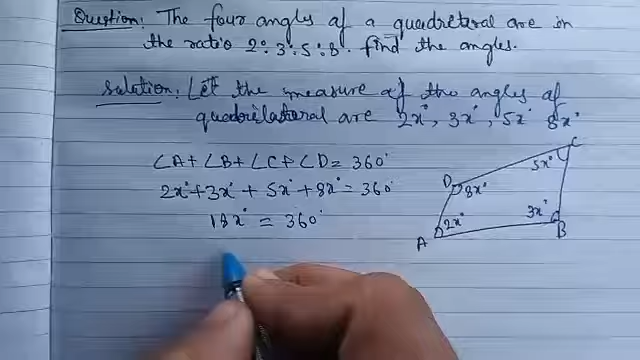 Question: The four angles of a quadreteral are in
the ratio 2:3:5:8. find the angles.
Solution: Let the measure of the angles of
quadrilateral are 2x°, 3x°, 5x° 8x°
∠A+∠B+∠C+∠D=360°
2x°+3x°+5x°+8x°=360°
18x°=360°
C
5x°
D
8x°
3x°
2x°
B
A